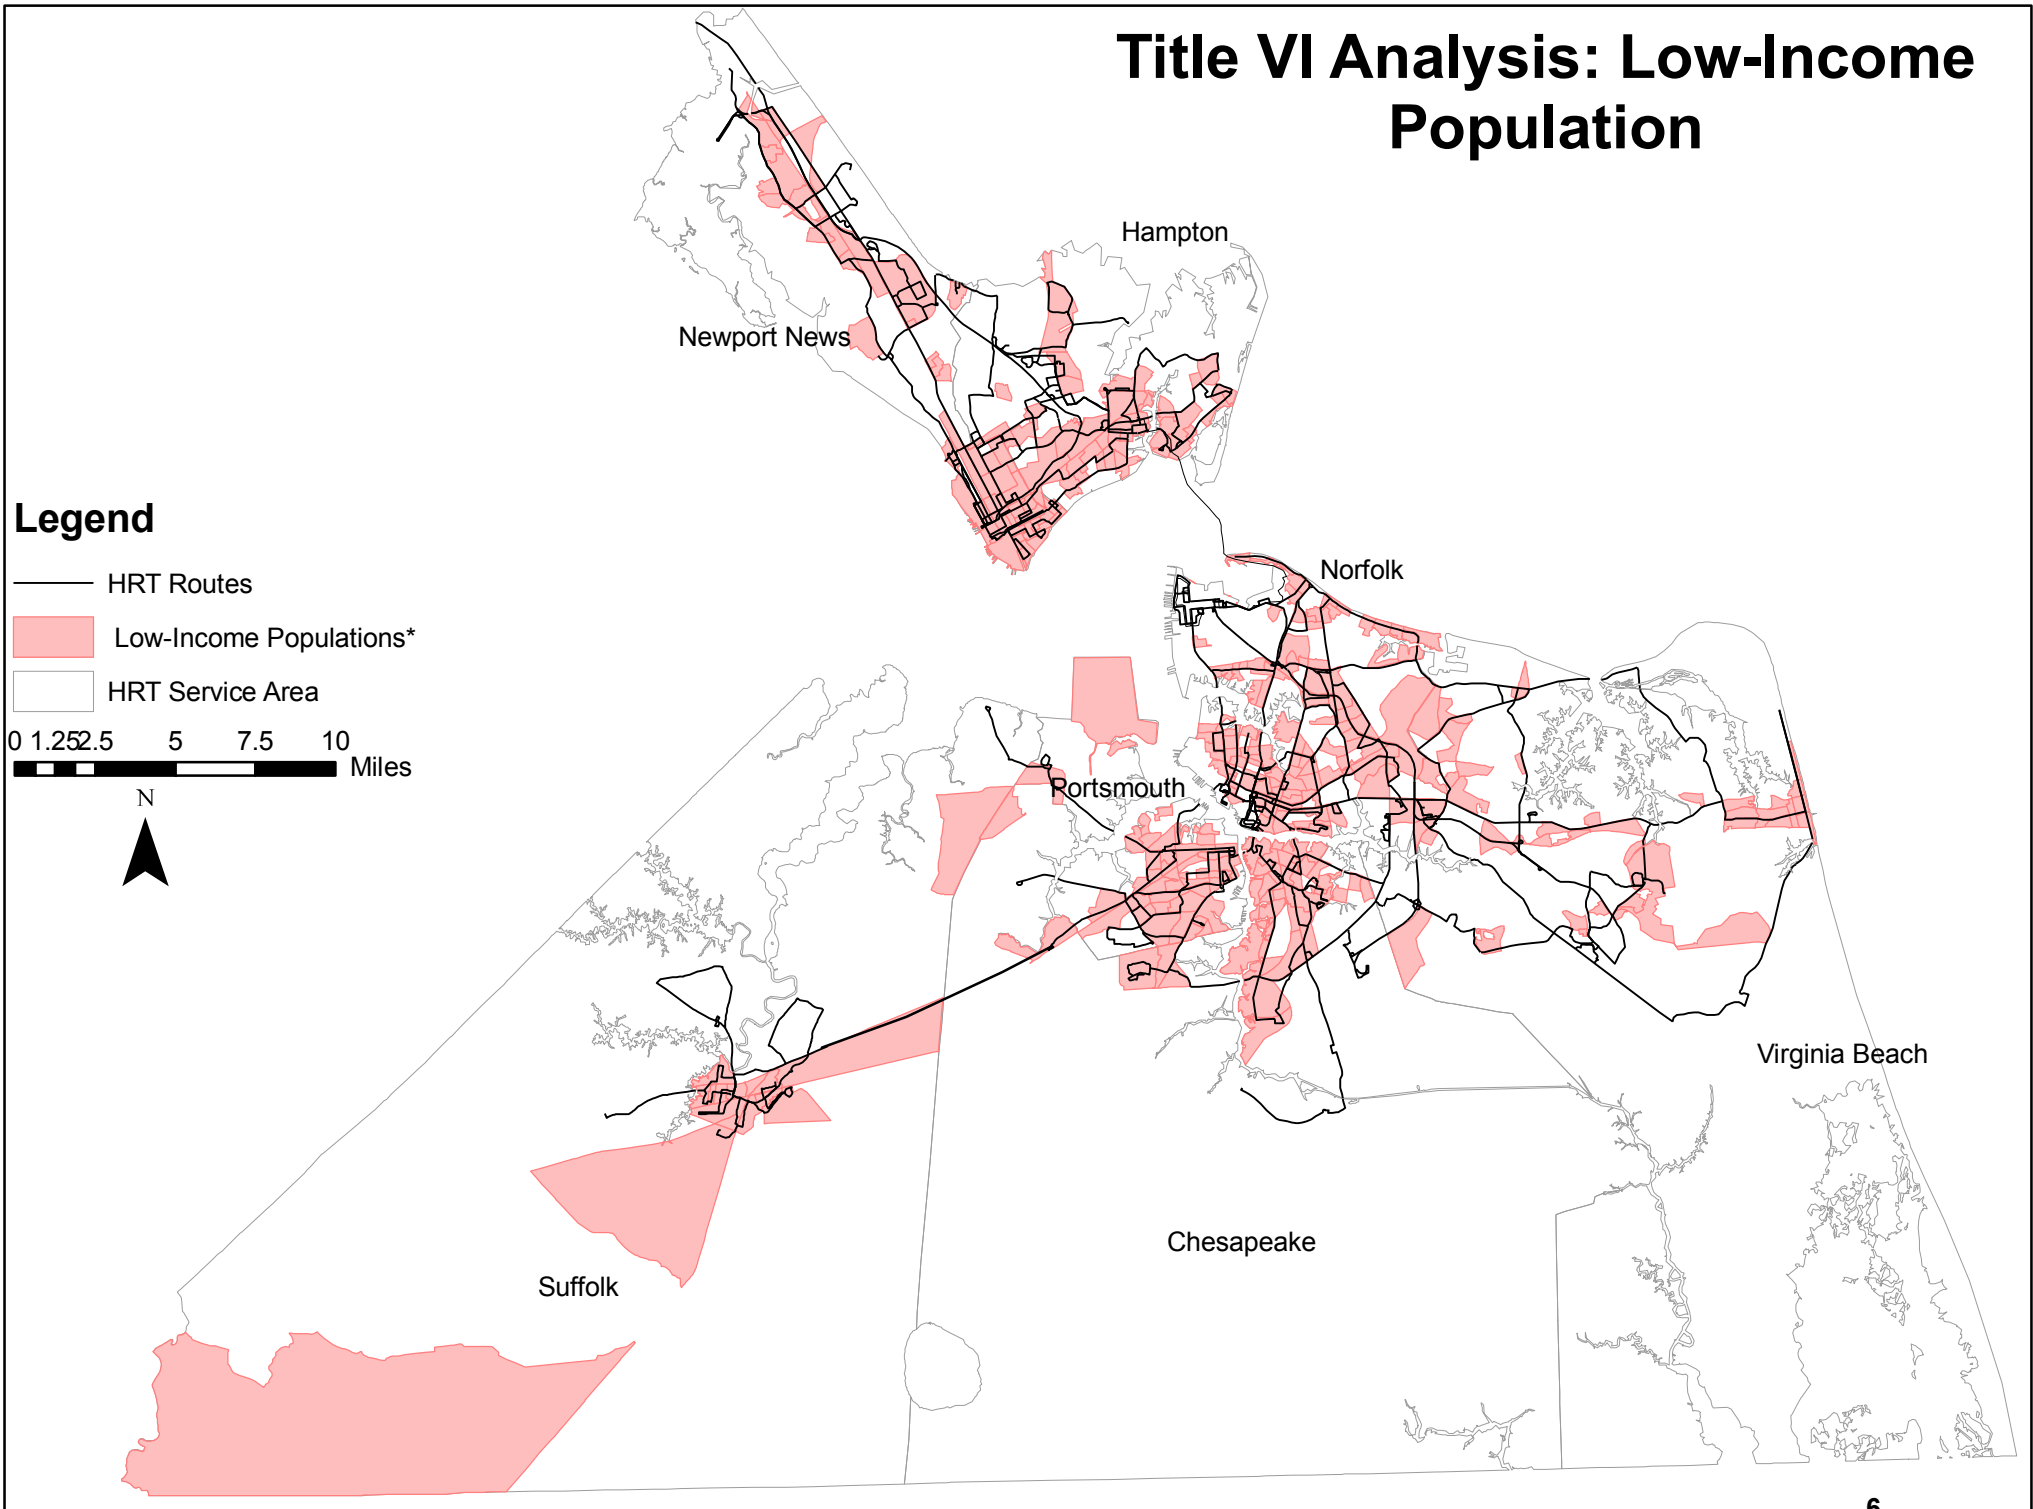 Title VI Analysis: Low-Income
Population
Hampton
Newport News
Legend
HRT Routes
Low-Income Populations*
HRT Service Area
0 1.25 2.5 5 7.5 10
Miles
N
Norfolk
Portsmouth
Virginia Beach
Chesapeake
Suffolk
6